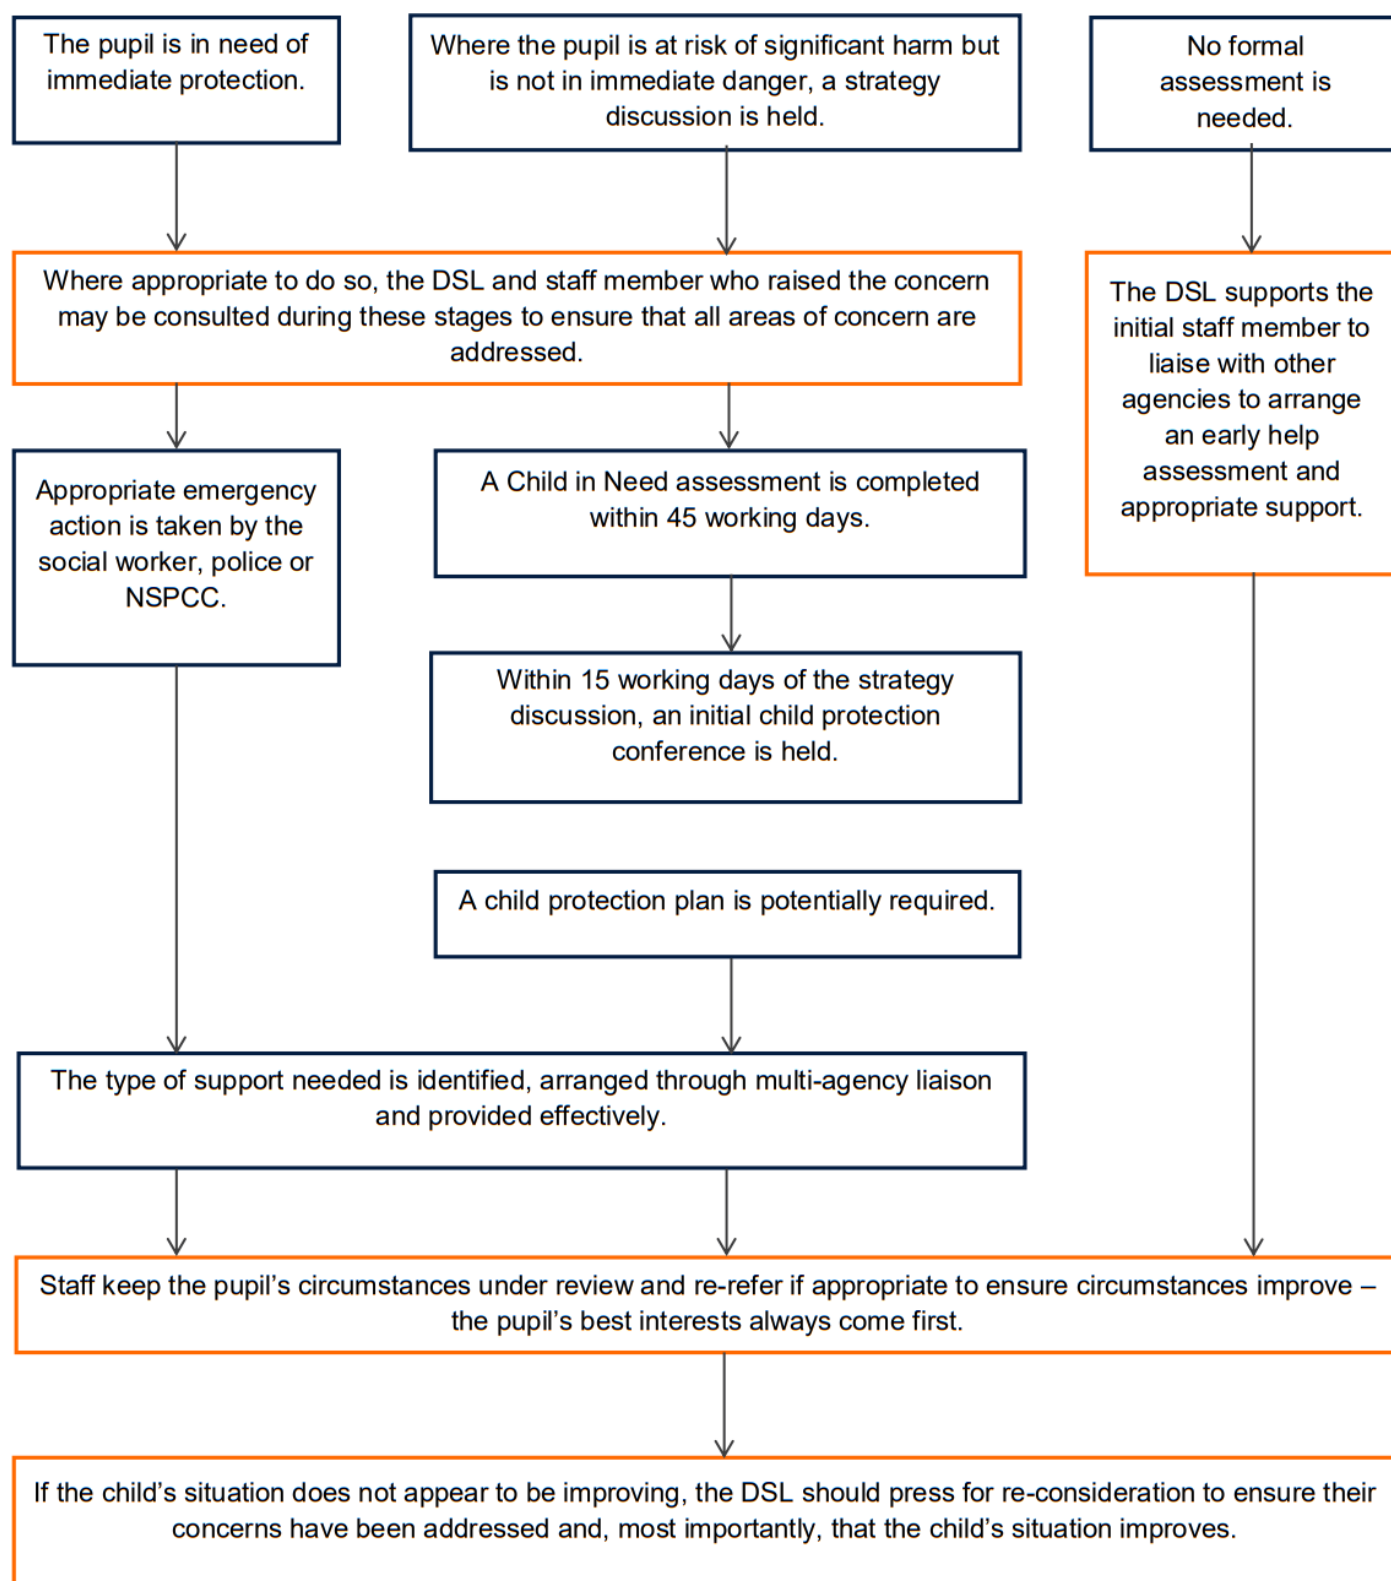 The pupil is in need of
immediate protection.
Where the pupil is at risk of significant harm but
is not in immediate danger, a strategy
discussion is held.
No formal
assessment is
needed.
Where appropriate to do so, the DSL and staff member who raised the concern
may be consulted during these stages to ensure that all areas of concern are
addressed.
The DSL supports the
initial staff member to
liaise with other
agencies to arrange
an early help
assessment and
appropriate support.
Appropriate emergency
action is taken by the
social worker, police or
NSPCC.
A Child in Need assessment is completed
within 45 working days.
Within 15 working days of the strategy
discussion, an initial child protection
conference is held.
A child protection plan is potentially required.
The type of support needed is identified, arranged through multi-agency liaison
and provided effectively.
Staff keep the pupil’s circumstances under review and re-refer if appropriate to ensure circumstances improve –
the pupil’s best interests always come first.
If the child’s situation does not appear to be improving, the DSL should press for re-consideration to ensure their
concerns have been addressed and, most importantly, that the child’s situation improves.